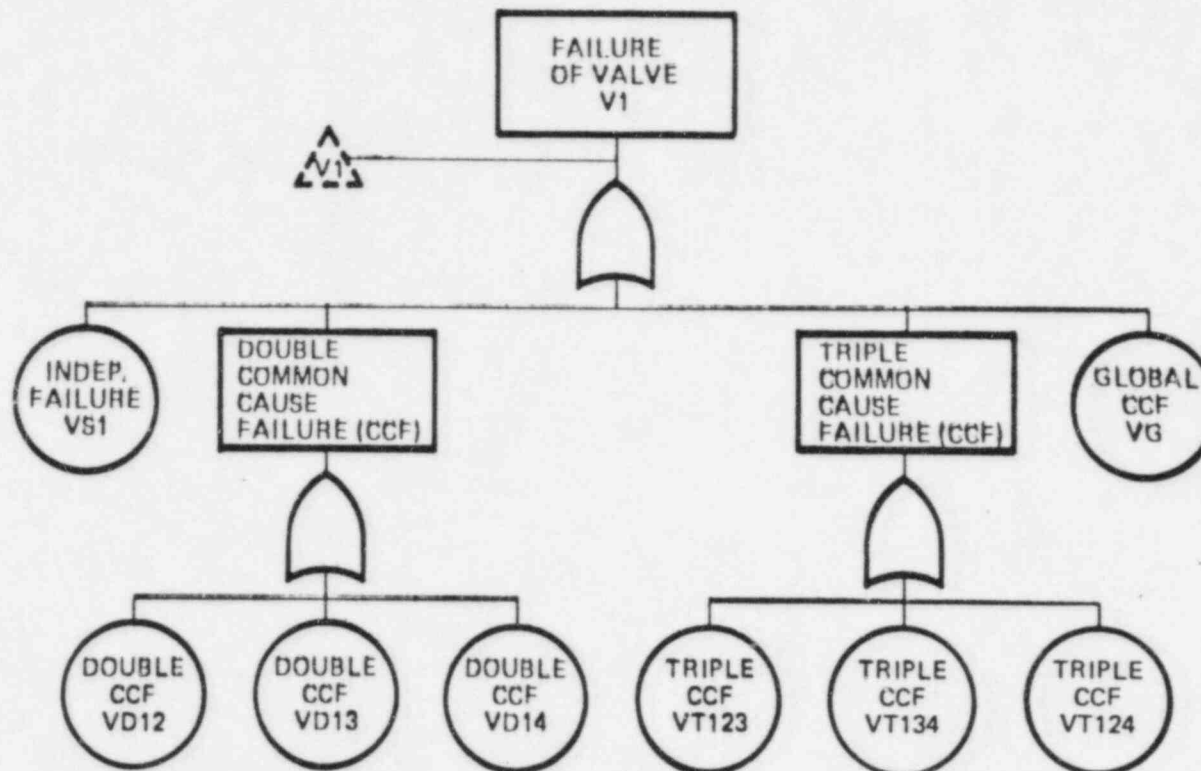 FAILURE
OF VALVE
V1
V1
INDEP.
FAILURE
VS1
DOUBLE
COMMON
CAUSE
FAILURE (CCF)
TRIPLE
COMMON
CAUSE
FAILURE (CCF)
GLOBAL
CCF
VG
DOUBLE
CCF
VD12
DOUBLE
CCF
VD13
DOUBLE
CCF
VD14
TRIPLE
CCF
VT123
TRIPLE
CCF
VT134
TRIPLE
CCF
VT124